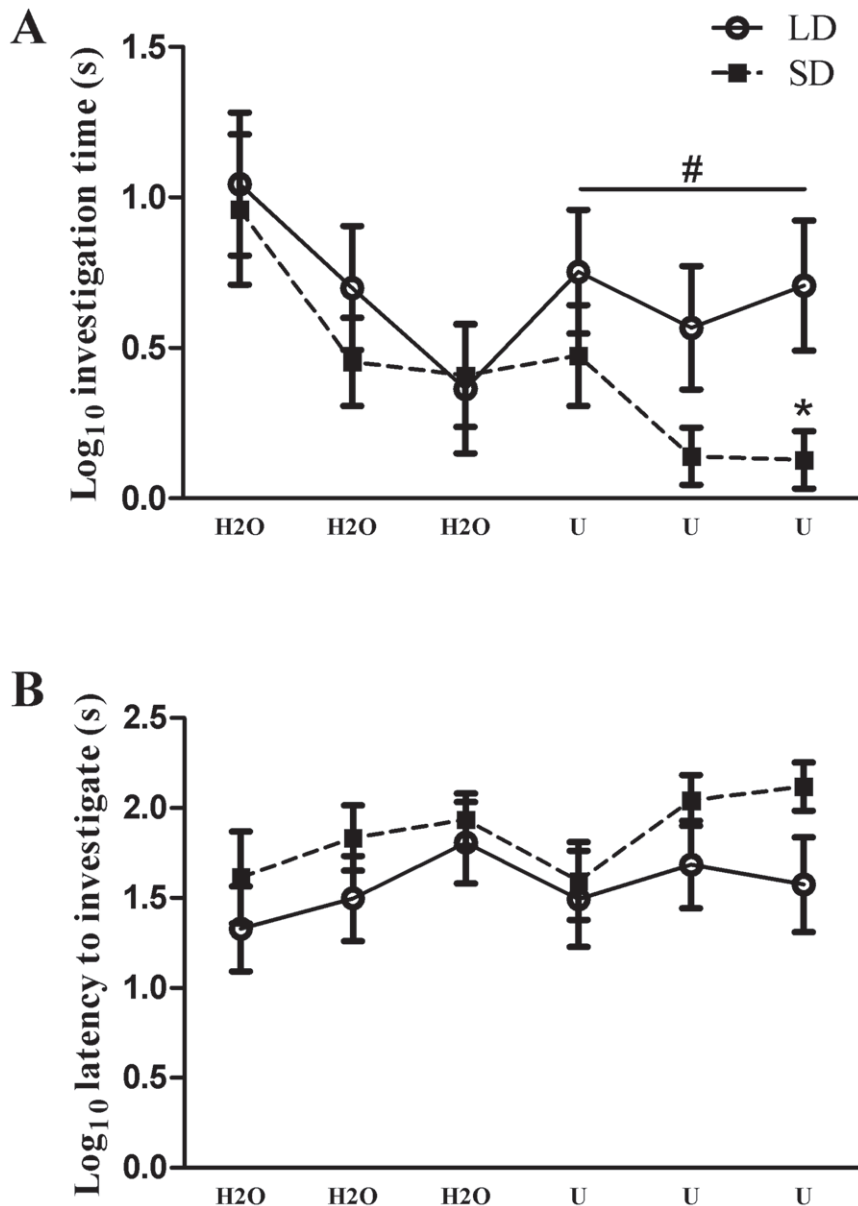 A
LD
SD
Log10 investigation time (s)
1.5
1.0
0.5
0.0
#
*
H2O H2O H2O U U U
B
Log10 latency to investigate (s)
2.5
2.0
1.5
1.0
0.5
0.0
H2O H2O H2O U U U